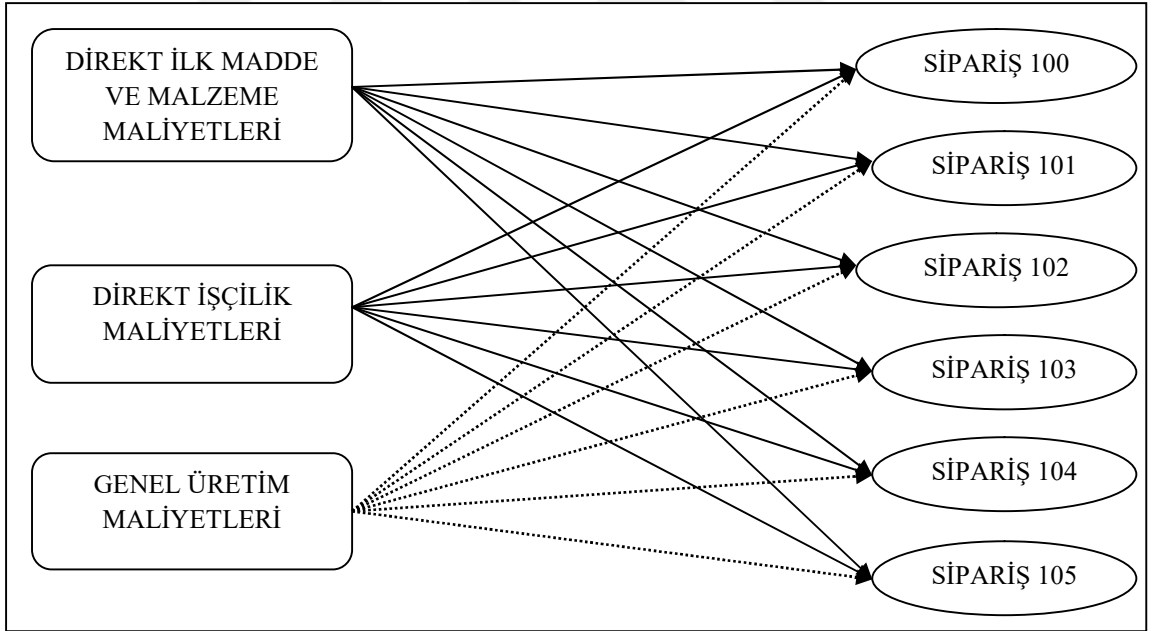 DİREKT İLK MADDE
VE MALZEME
MALİYETLERİ
DİREKT İŞÇİLİK
MALİYETLERİ
GENEL ÜRETİM
MALİYETLERİ
SİPARİŞ 100
SİPARİŞ 101
SİPARİŞ 102
SİPARİŞ 103
SİPARİŞ 104
SİPARİŞ 105